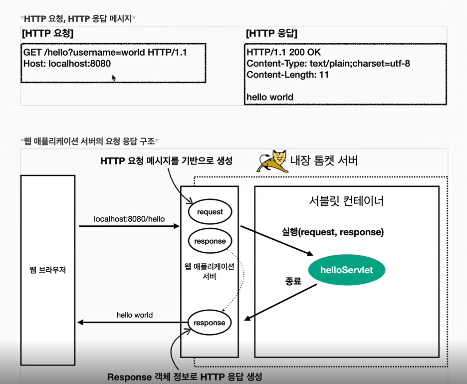 *HTTP 요청, HTTP 응답 메시지*
[HTTP 요청]
GET /hello?username=world HTTP/1.1
Host: localhost:8080
[HTTP 응답]
HTTP/1.1 200 OK
Content-Type: text/plain;charset=utf-8
Content-Length: 11
hello world
*웹 애플리케이션 서버의 요청 응답 구조*
HTTP 요청 메시지를 기반으로 생성
내장 톰켓 서버
서블릿 컨테이너
localhost:8080/hello
request
실행(request, response)
response
웹 브라우저
웹 애플리케이션
서버
helloServlet
종료
hello world
response
Response 객체 정보로 HTTP 응답 생성